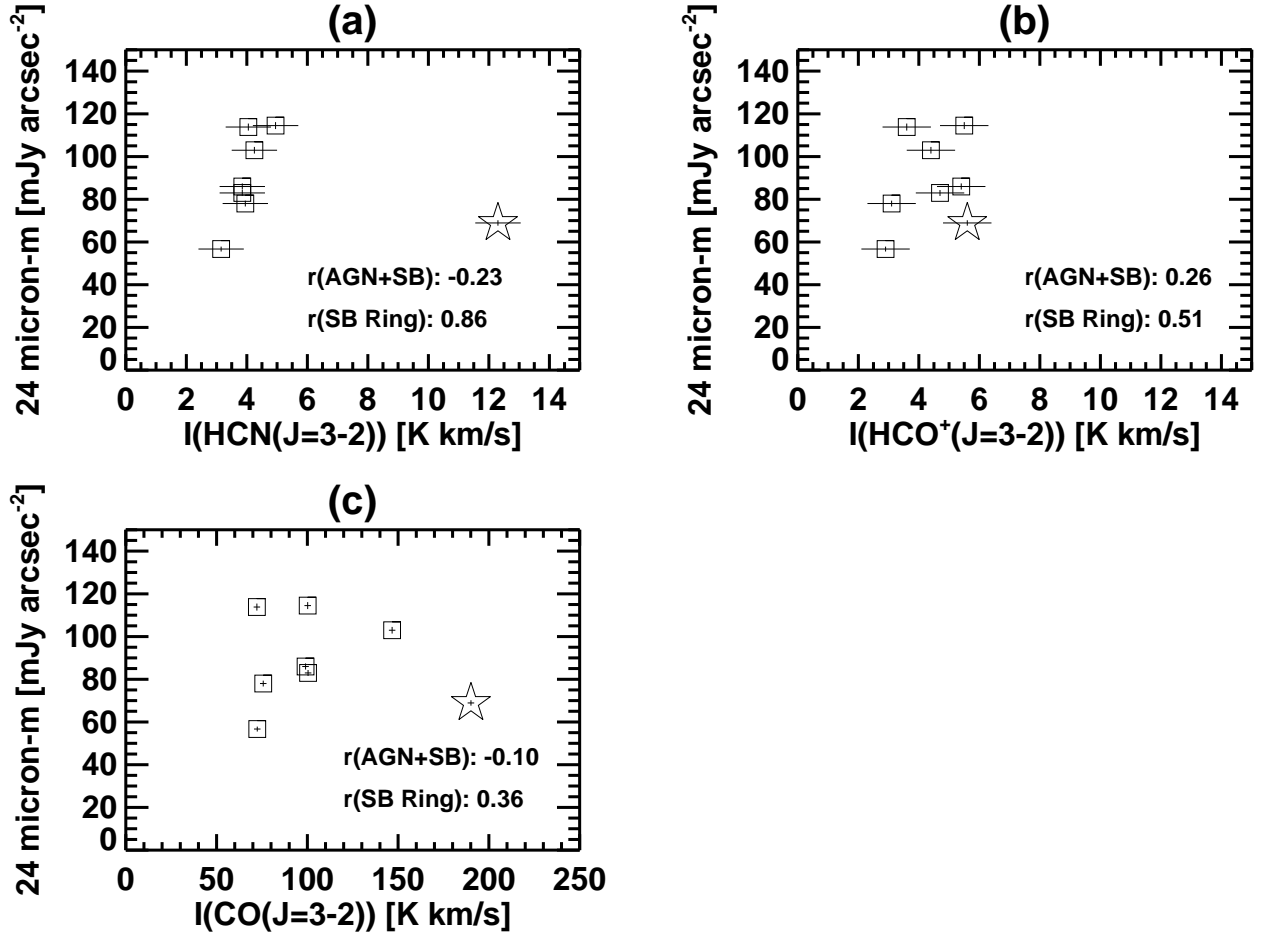 (a)
24 micron-m [mJy arcsec-2]
140
120
100
80
60
40
20
0
r(AGN+SB): -0.23
r(SB Ring): 0.86
0 2 4 6 8 10 12 14
I(HCN(J=3-2)) [K km/s]
(b)
24 micron-m [mJy arcsec-2]
140
120
100
80
60
40
20
0
r(AGN+SB): 0.26
r(SB Ring): 0.51
0 2 4 6 8 10 12 14
I(HCO+(J=3-2)) [K km/s]
(c)
24 micron-m [mJy arcsec-2]
140
120
100
80
60
40
20
0
r(AGN+SB): -0.10
r(SB Ring): 0.36
0 50 100 150 200 250
I(CO(J=3-2)) [K km/s]